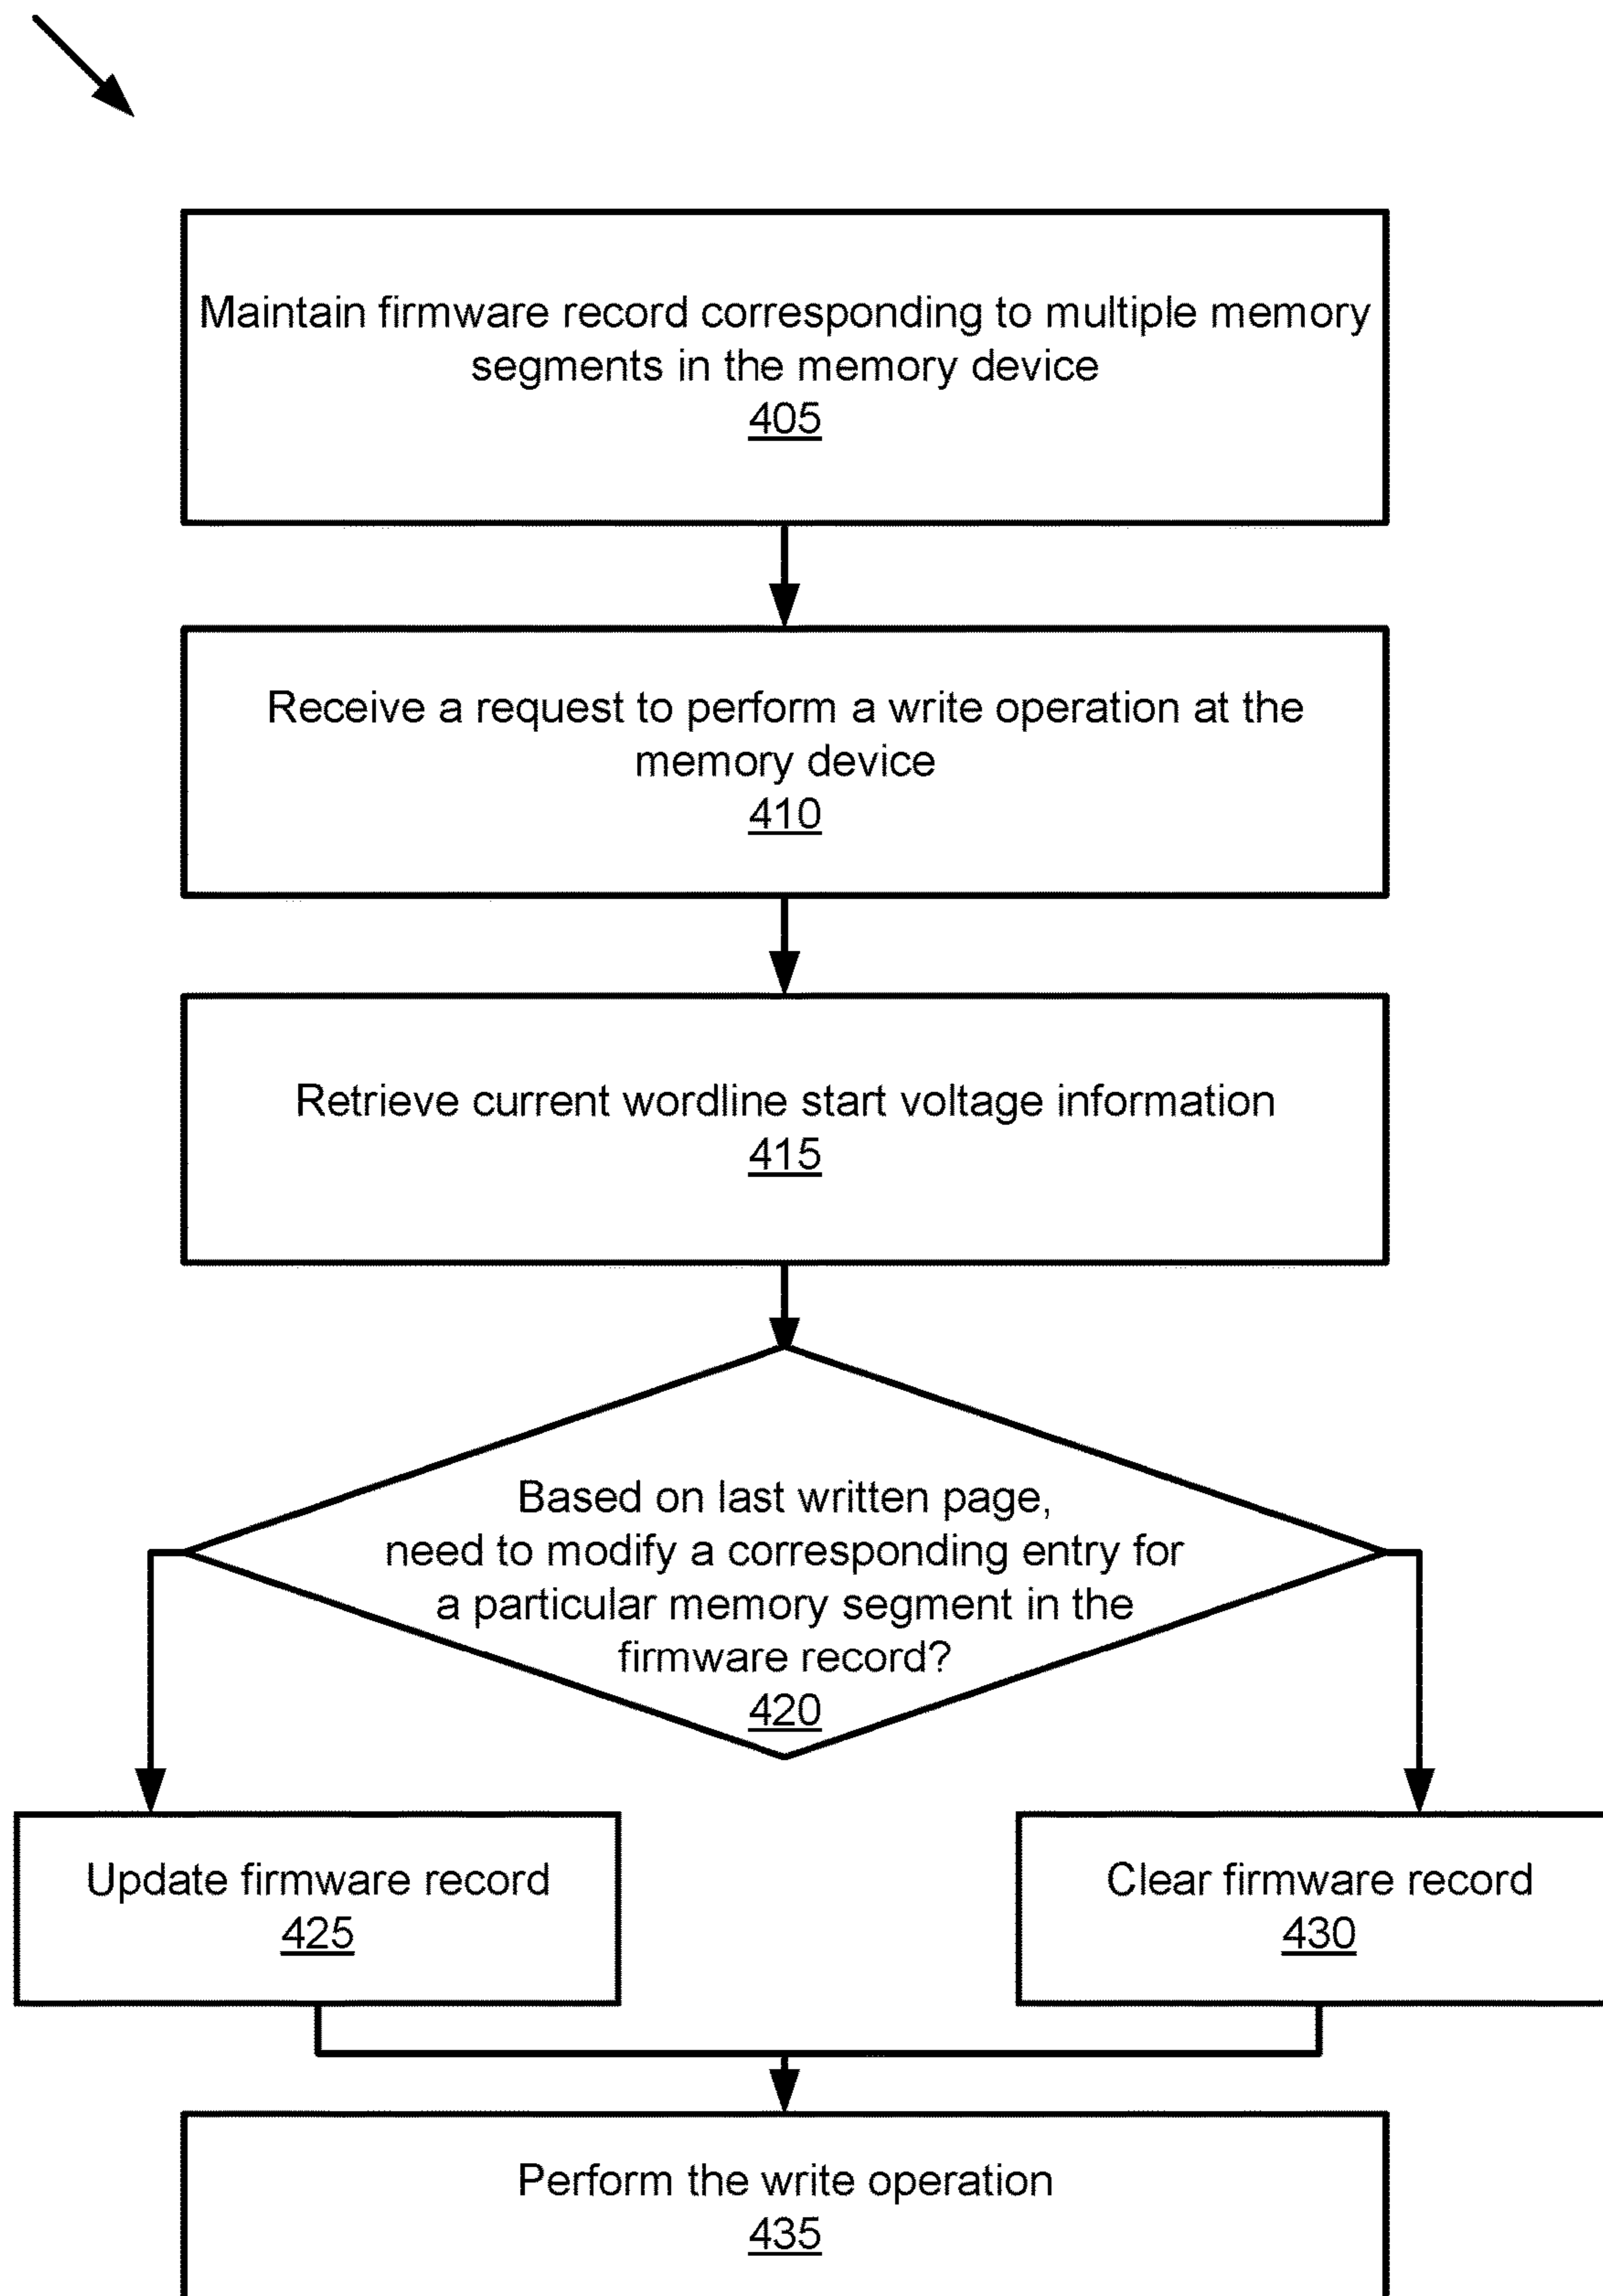 Maintain firmware record corresponding to multiple memory
segments in the memory device
405
Receive a request to perform a write operation at the
memory device
410
Retrieve current wordline start voltage information
415
Based on last written page,
need to modify a corresponding entry for
a particular memory segment in the
firmware record?
420
Update firmware record
425
Clear firmware record
430
Perform the write operation
435